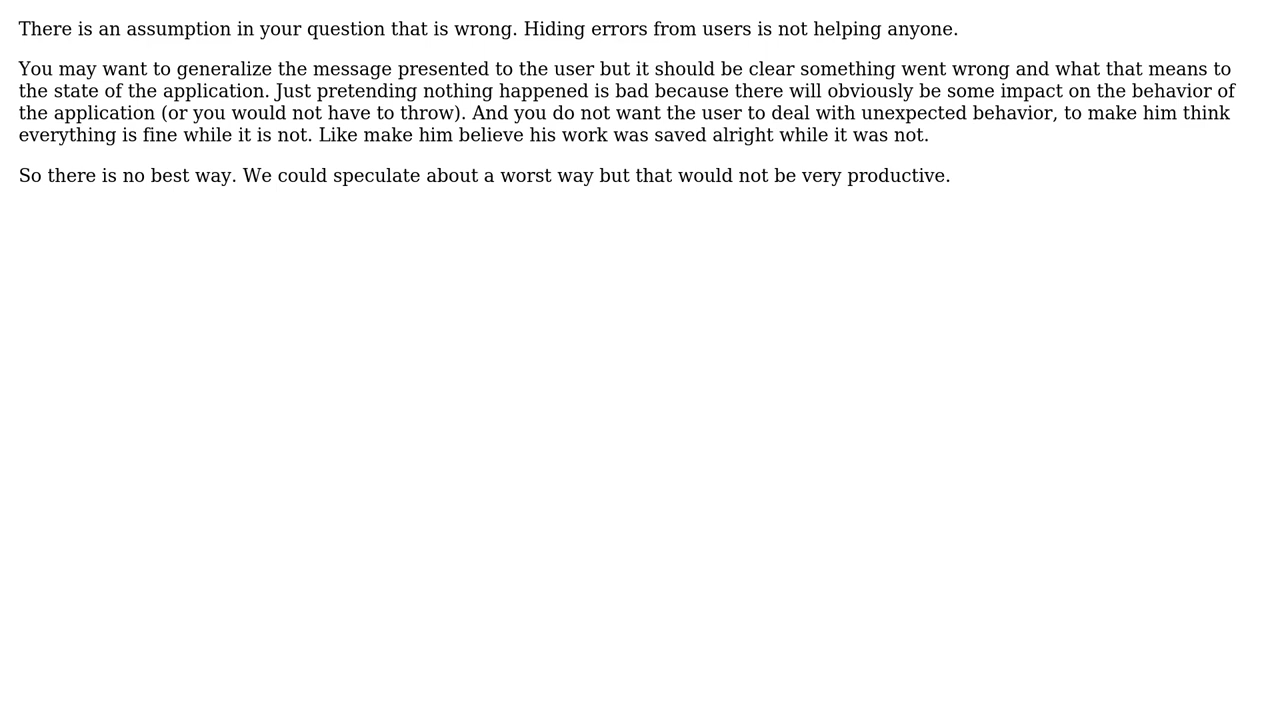 There is an assumption in your question that is wrong. Hiding errors from users is not helping anyone.
You may want to generalize the message presented to the user but it should be clear something went wrong and what that means to
the state of the application. Just pretending nothing happened is bad because there will obviously be some impact on the behavior of
the application (or you would not have to throw). And you do not want the user to deal with unexpected behavior, to make him think
everything is fine while it is not. Like make him believe his work was saved alright while it was not.
So there is no best way. We could speculate about a worst way but that would not be very productive.